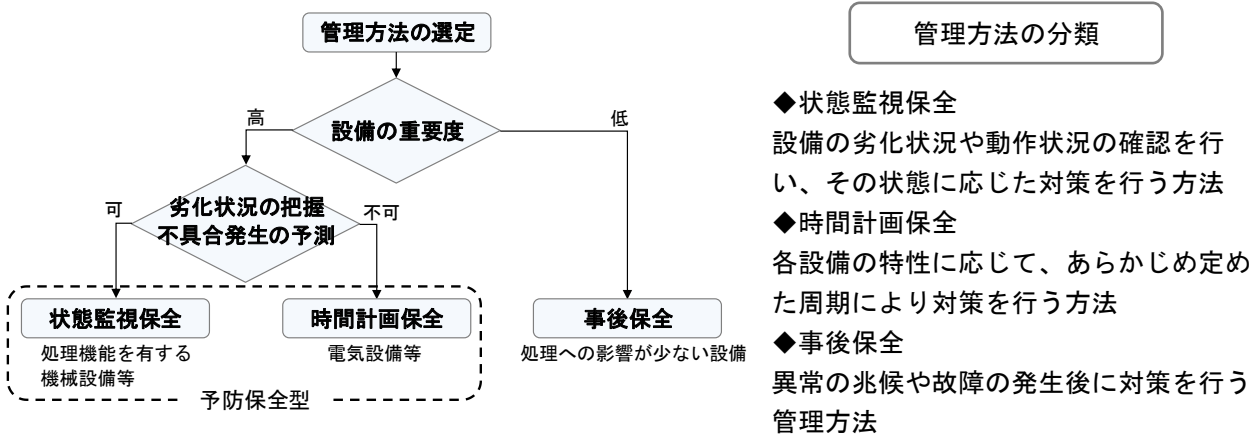 管理方法の選定
設備の重要度
高
低
劣化状況の把握
不具合発生の予測
可
不可
状態監視保全
処理機能を有する
機械設備等
時間計画保全
電気設備等
事後保全
処理への影響が少ない設備
予防保全型
管理方法の分類
◆状態監視保全
設備の劣化状況や動作状況の確認を行
い、その状態に応じた対策を行う方法
◆時間計画保全
各設備の特性に応じて、あらかじめ定め
た周期により対策を行う方法
◆事後保全
異常の兆候や故障の発生後に対策を行う
管理方法